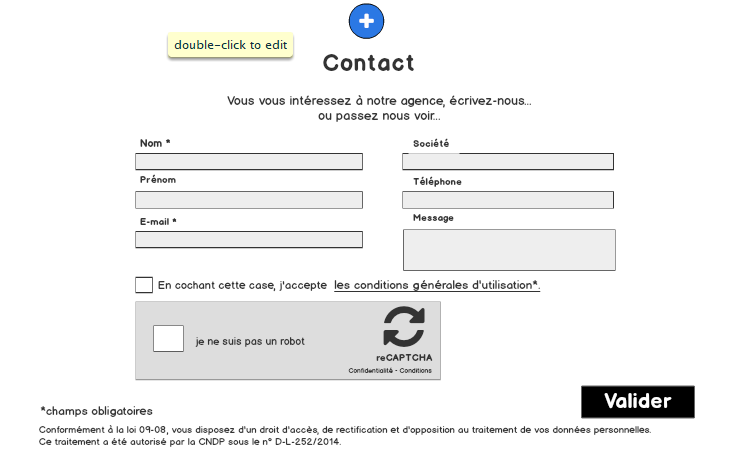 double-click to edit
Contact
Vous vous intéressez à notre agence, écrivez-nous...
ou passez nous voir...
Nom *
Société
Prénom
Téléphone
E-mail *
Message
En cochant cette case, j'accepte les conditions générales d'utilisation*.
je ne suis pas un robot
reCAPTCHA
Confidentialité - Conditions
Valider
*champs obligatoires
Conformément à la loi 09-08, vous disposez d'un droit d'accès, de rectification et d'opposition au traitement de vos données personnelles.
Ce traitement a été autorisé par la CNDP sous le n° D-L-252/2014.